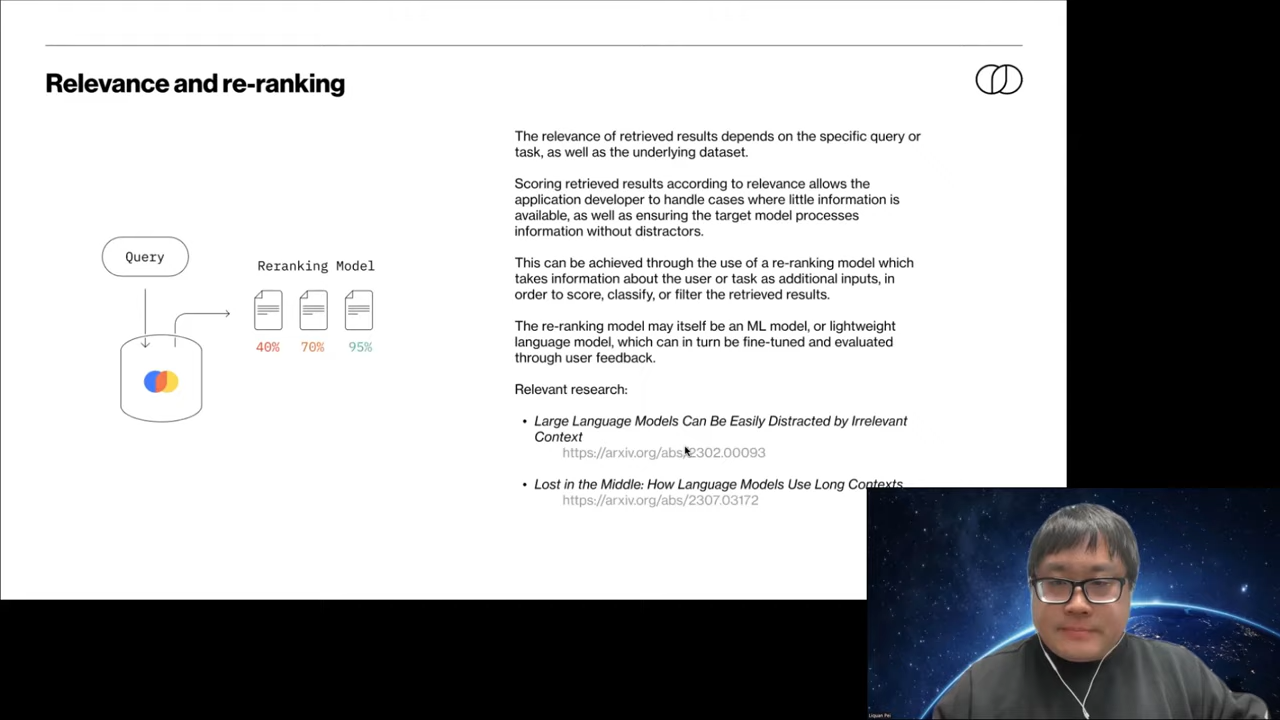 Relevance and re-ranking
The relevance of retrieved results depends on the specific query or
task, as well as the underlying dataset.
Scoring retrieved results according to relevance allows the
application developer to handle cases where little information is
available, as well as ensuring the target model processes
information without distractors.
This can be achieved through the use of a re-ranking model which
takes information about the user or task as additional inputs, in
order to score, classify, or filter the retrieved results.
The re-ranking model may itself be an ML model, or lightweight
language model, which can in turn be fine-tuned and evaluated
through user feedback.
Relevant research:
• Large Language Models Can Be Easily Distracted by Irrelevant
Context
https://arxiv.org/abs/2302.00093
• Lost in the Middle: How Language Models Use Long Contexts
https://arxiv.org/abs/2307.03172
Query
Reranking Model
40% 70% 95%
Liquan Pei